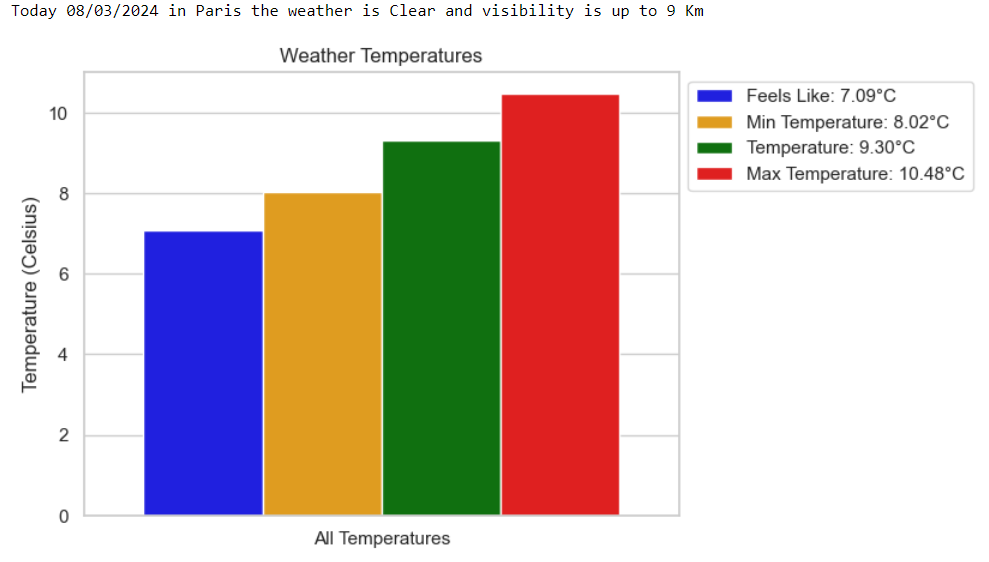 Today 08/03/2024 in Paris the weather is Clear and visibility is up to 9 Km
Weather Temperatures
Feels Like: 7.09°C
Min Temperature: 8.02°C
Temperature: 9.30°C
Max Temperature: 10.48°C
Temperature (Celsius)
10
8
6
4
2
0
All Temperatures